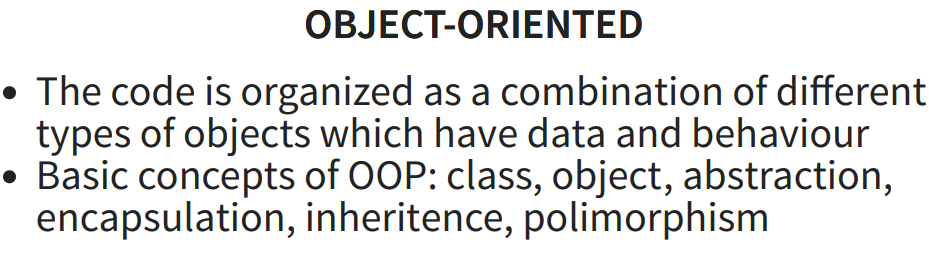 OBJECT-ORIENTED
• The code is organized as a combination of different
types of objects which have data and behaviour
• Basic concepts of OOP: class, object, abstraction,
encapsulation, inheritence, polimorphism